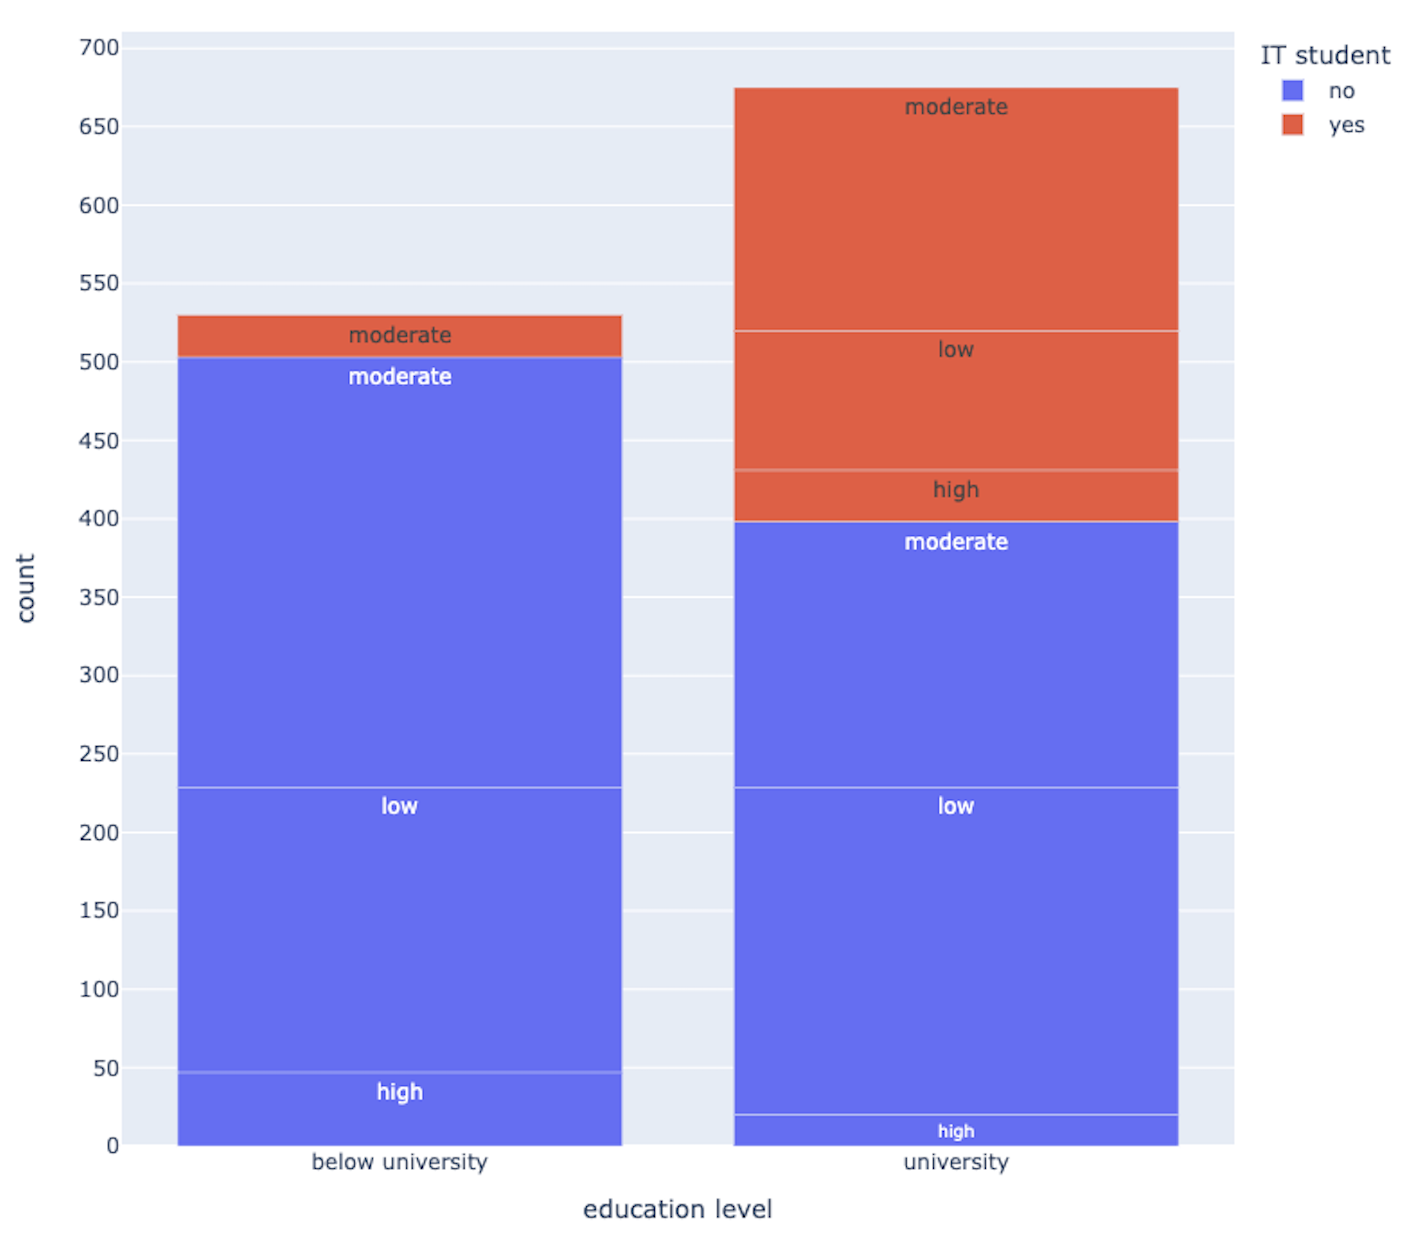 700
650
600
550
500
450
400
350
300
250
200
150
100
50
0
count
moderate
moderate
low
high
moderate
low
high
moderate
low
high
below university
university
education level
IT student
no
yes